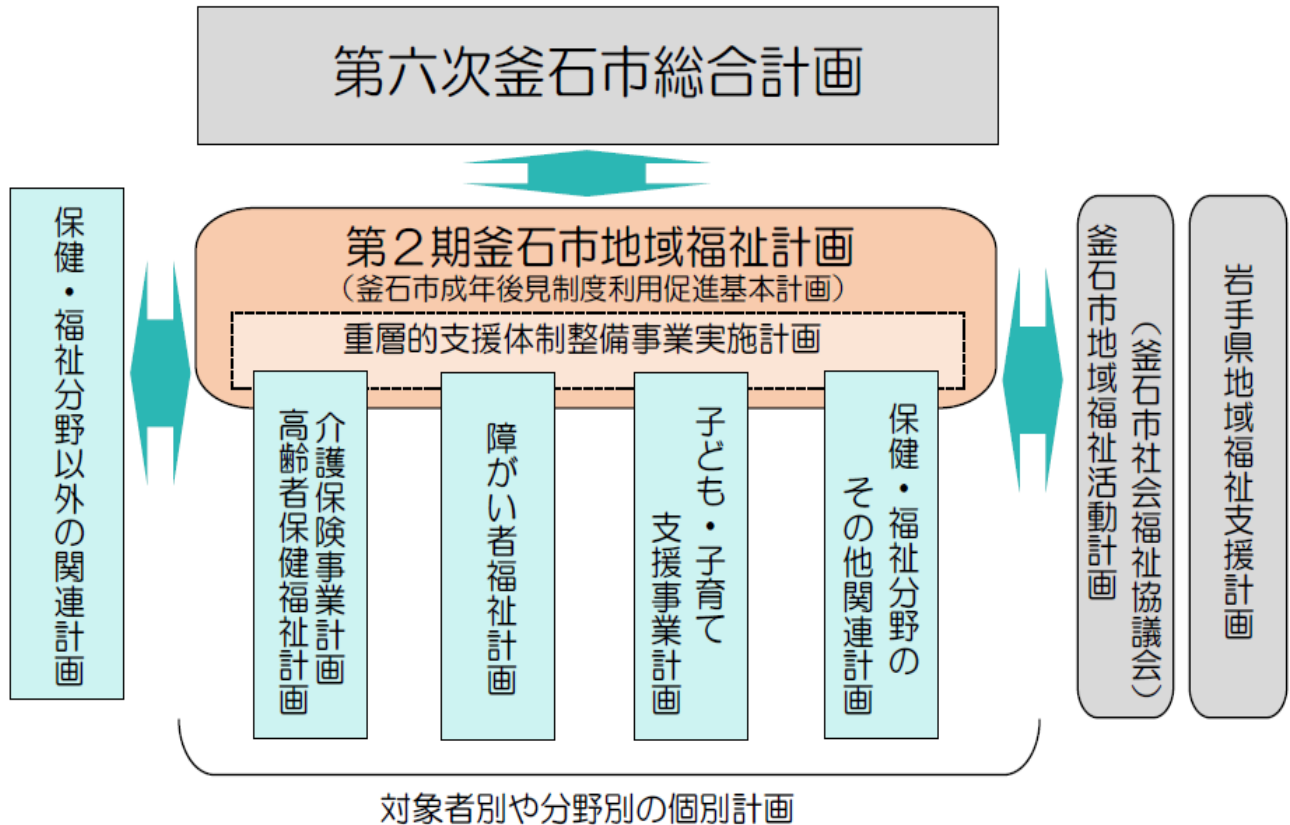 第六次釜石市総合計画
保健・福祉分野以外の関連計画
第２期釜石市地域福祉計画
（釜石市成年後見制度利用促進基本計画）
重層的支援体制整備事業実施計画
介護保険事業計画
高齢者保健福祉計画
障がい者福祉計画
子ども・子育て
支援事業計画
保健・福祉分野の
その他関連計画
（釜石市社会福祉協議会）
釜石市地域福祉活動計画
岩手県地域福祉支援計画
対象者別や分野別の個別計画